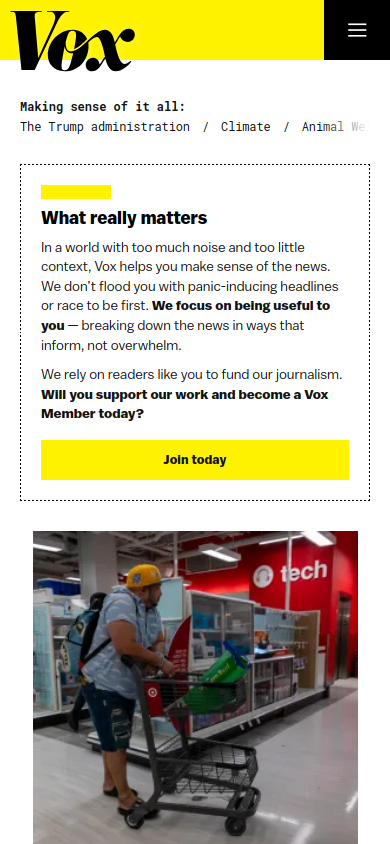 Vox
Making sense of it all:
The Trump administration / Climate / Animal
What really matters
In a world with too much noise and too little
context, Vox helps you make sense of the news.
We don't flood you with panic-inducing headlines
or race to be first. We focus on being useful to
you — breaking down the news in ways that
inform, not overwhelm.
We rely on readers like you to fund our journalism.
Will you support our work and become a Vox
Member today?
Join today
tech